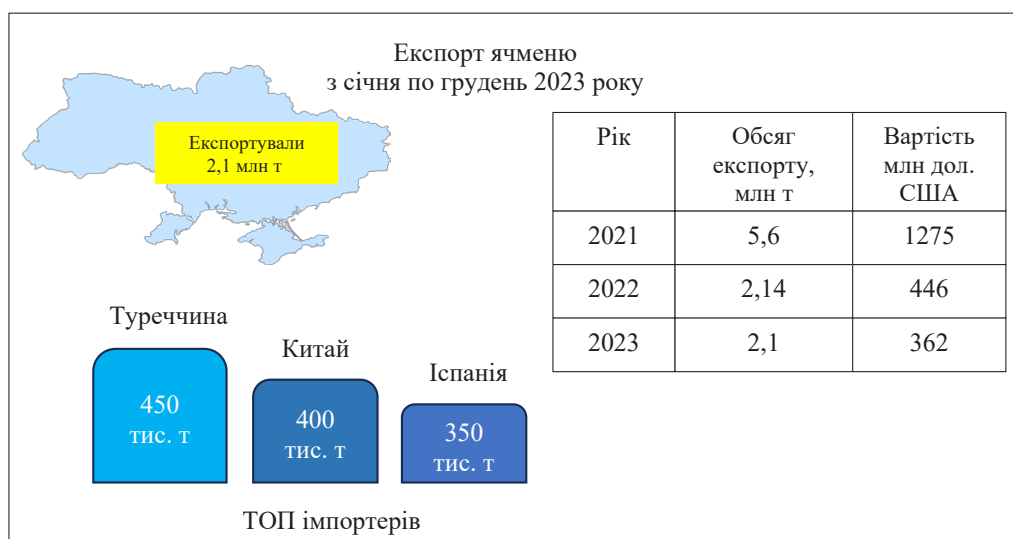 Експорт ячменю
з січня по грудень 2023 року
Експортували
2,1 млн т
Рік
Обсяг
експорту,
млн т
Вартість
млн дол.
США
2021
5,6
1275
2022
2,14
446
2023
2,1
362
Туреччина
450
тис. т
Китай
400
тис. т
Іспанія
350
тис. т
ТОП імпортерів